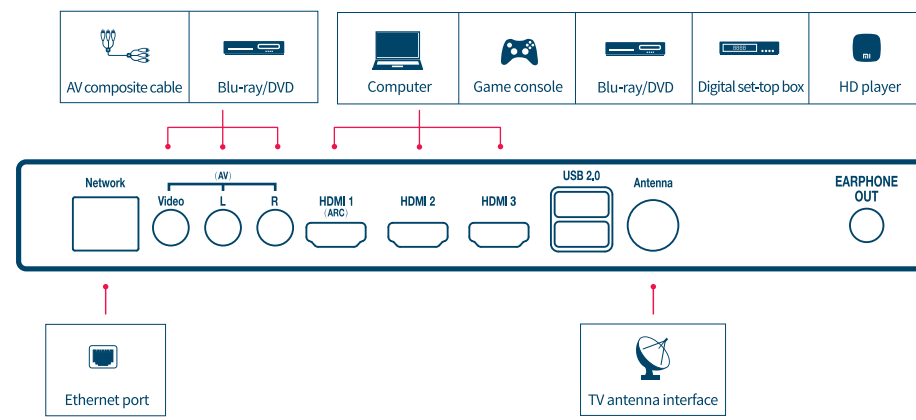 AV composite cable
Blu-ray/DVD
Computer
Game console
Blu-ray/DVD
Digital set-top box
HD player
mi
8888
Network
(AV)
Video
L
R
HDMI 1
(ARC)
HDMI 2
HDMI 3
USB 2.0
Antenna
EARPHONE
OUT
Ethernet port
TV antenna interface